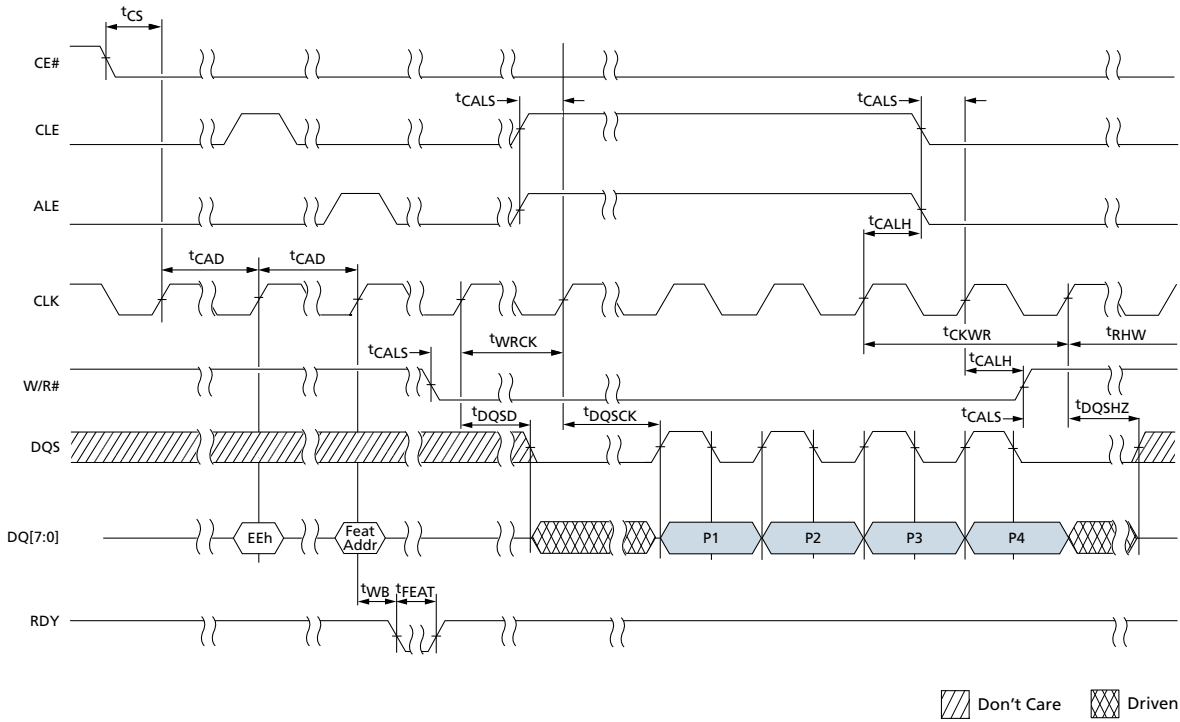 tCS
CE#
tCALS
tCALS
CLE
ALE
tCALH
tCAD
tCAD
CLK
tWRCK
tCKWR
tRHW
tCALS
tCALH
W/R#
tDQSD
tDQSCK
tCALS
tDQSHZ
DQS
DQ[7:0]
EEh
Feat
Addr
P1
P2
P3
P4
tWB
tFEAT
RDY
Don't Care
Driven